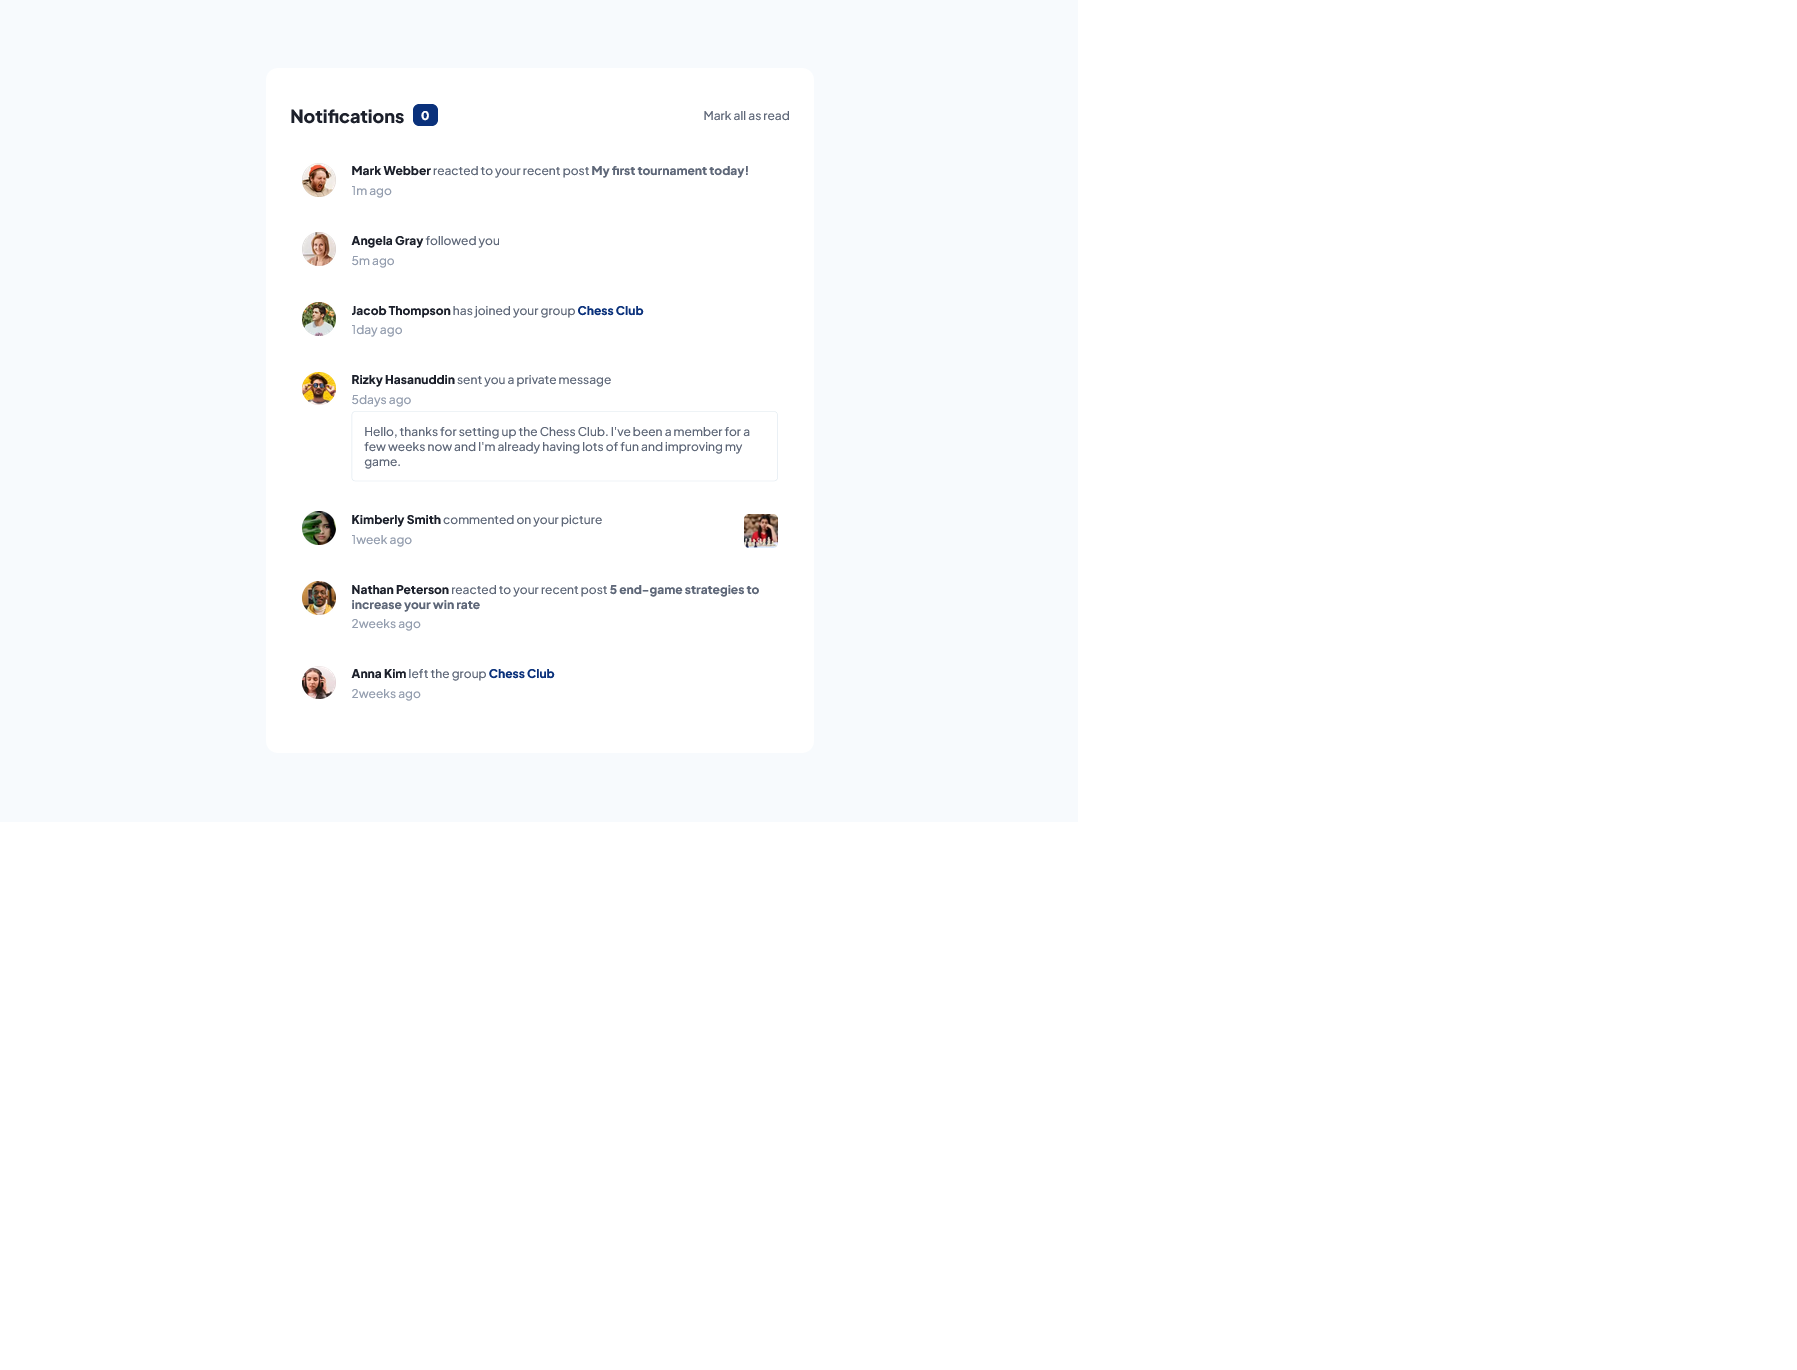 Notifications 0 Mark all as read
Mark Webber reacted to your recent post My first tournament today!
1m ago
Angela Gray followed you
5m ago
Jacob Thompson has joined your group Chess Club
1day ago
Rizky Hasanuddin sent you a private message
5days ago
Hello, thanks for setting up the Chess Club. I've been a member for a
few weeks now and I'm already having lots of fun and improving my
game.
Kimberly Smith commented on your picture
1week ago
Nathan Peterson reacted to your recent post 5 end-game strategies to
increase your win rate
2weeks ago
Anna Kim left the group Chess Club
2weeks ago